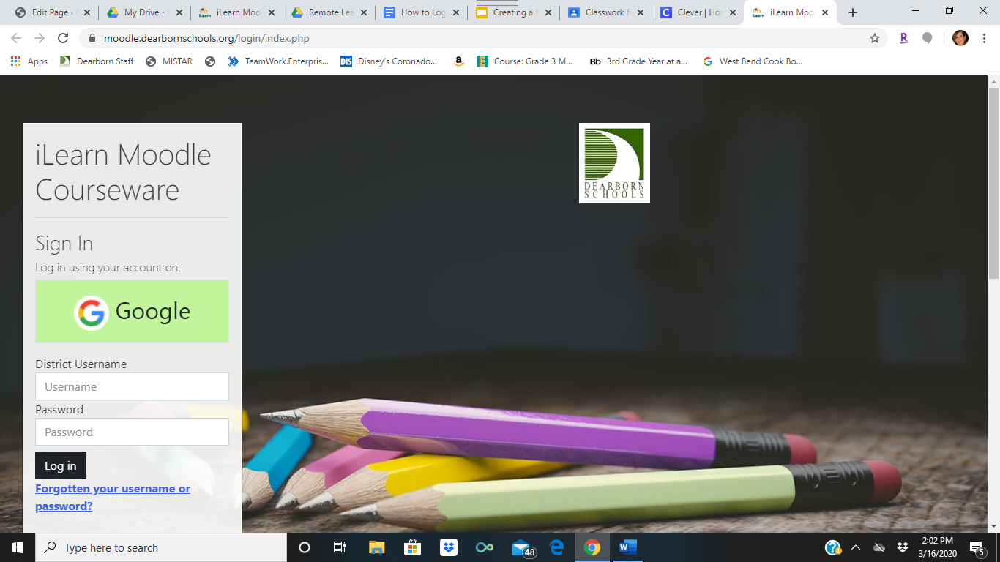 Edit Page ‹
My Drive - 
iLearn Moo
Remote Lea
How to Log
Creating a
Classwork f
Clever | Ho
iLearn Moo
moodle.dearbornschools.org/login/index.php
R
Apps
Dearborn Staff
MISTAR
TeamWork.Enterpris...
DIS
Disney's Coronado...
a
E
Course: Grade 3 M...
Bb
3rd Grade Year at a...
West Bend Cook Bo...
iLearn Moodle
Courseware
Sign In
Log in using your account on:
Google
District Username
Username
Password
Password
Log in
Forgotten your username or
password?
DEARBORN
SCHOOLS
Type here to search
48
2:02 PM
3/16/2020
5